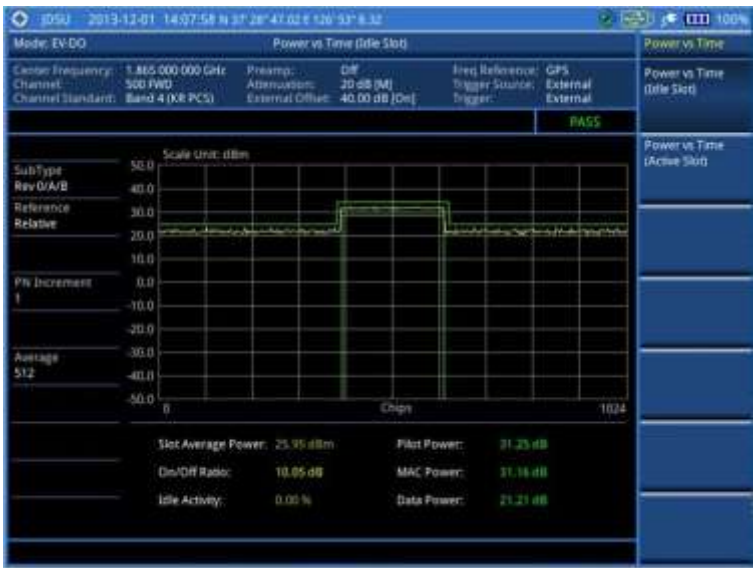 JDSU 2013-12-01 14:07:58 N 37° 28' 47.02 E 126° 53' 8.32 100%
Mode: EV-DO Power vs Time (Idle Slot) Power vs Time
Center Frequency: 1.865 000 000 GHz Preamp: Off Freq Reference: GPS
Channel: 500 FWD Attenuation: 20 dB [M] Trigger Source: External
Channel Standard: Band 4 (KR PCS) External Offset: 40.00 dB [On] Trigger: External
Power vs Time
(Idle Slot)
PASS
Power vs Time
(Active Slot)
Scale Unit: dBm
SubType
Rev 0/A/B
Reference
Relative
PN Increment
1
Average
512
50.0
40.0
30.0
20.0
10.0
0.0
-10.0
-20.0
-30.0
-40.0
-50.0
0 Chips 1024
Slot Average Power: 25.95 dBm Pilot Power: 31.25 dB
On/Off Ratio: 10.05 dB MAC Power: 31.16 dB
Idle Activity: 0.00 % Data Power: 21.21 dB